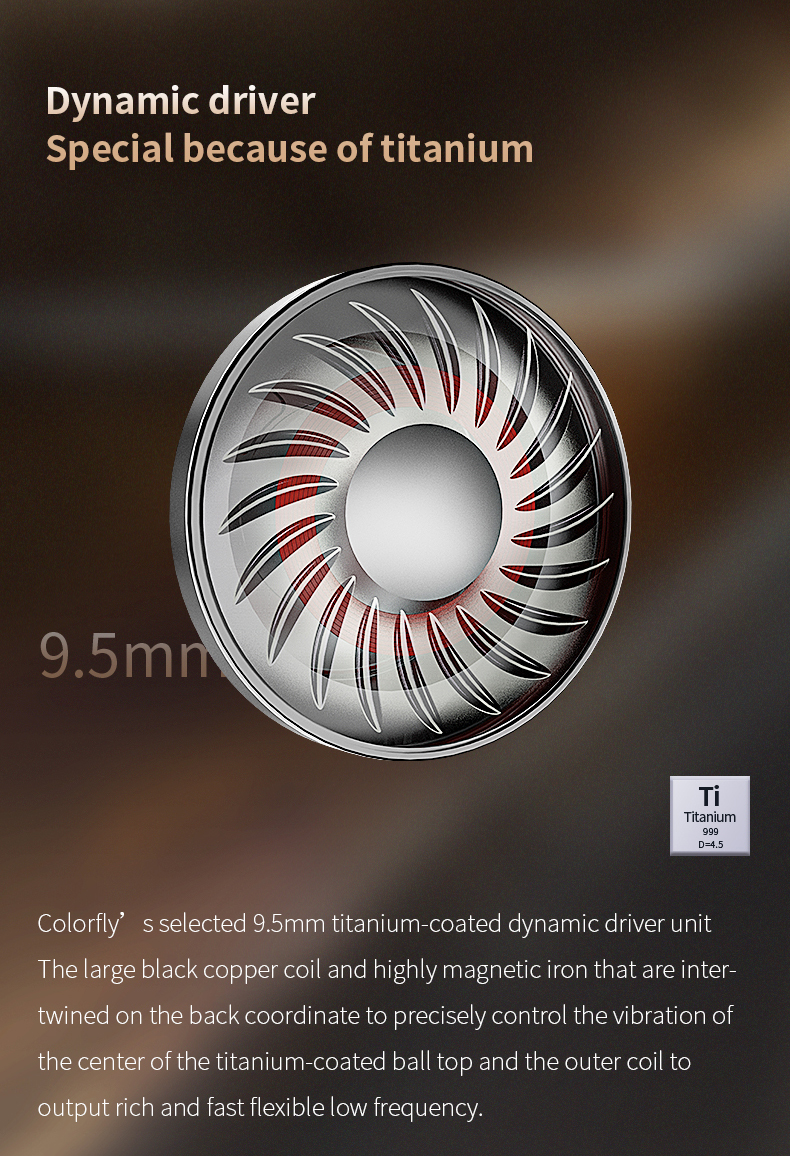 Dynamic driver
Special because of titanium
9.5mm
Ti
Titanium
999
D=4.5
Colorfly’s selected 9.5mm titanium-coated dynamic driver unit
The large black copper coil and highly magnetic iron that are inter-
twined on the back coordinate to precisely control the vibration of
the center of the titanium-coated ball top and the outer coil to
output rich and fast flexible low frequency.